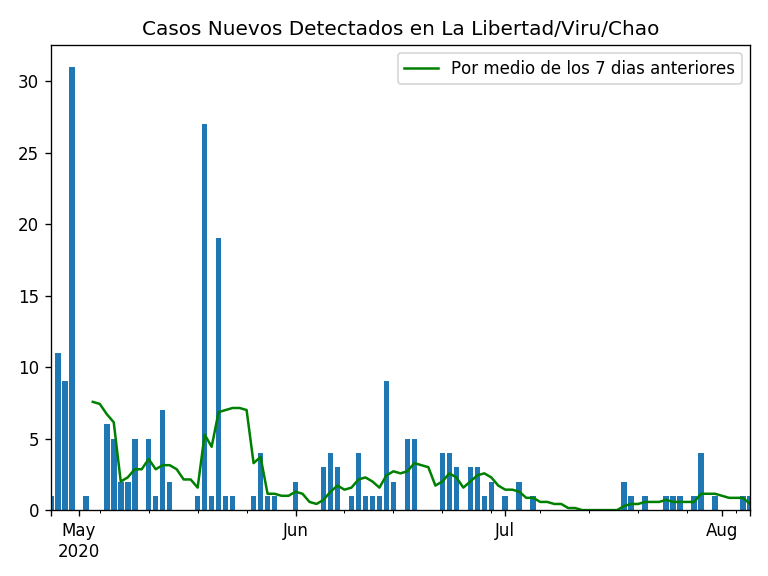 Casos Nuevos Detectados en La Libertad/Viru/Chao
Por medio de los 7 dias anteriores
30
25
20
15
10
5
0
May Jun Jul Aug
2020